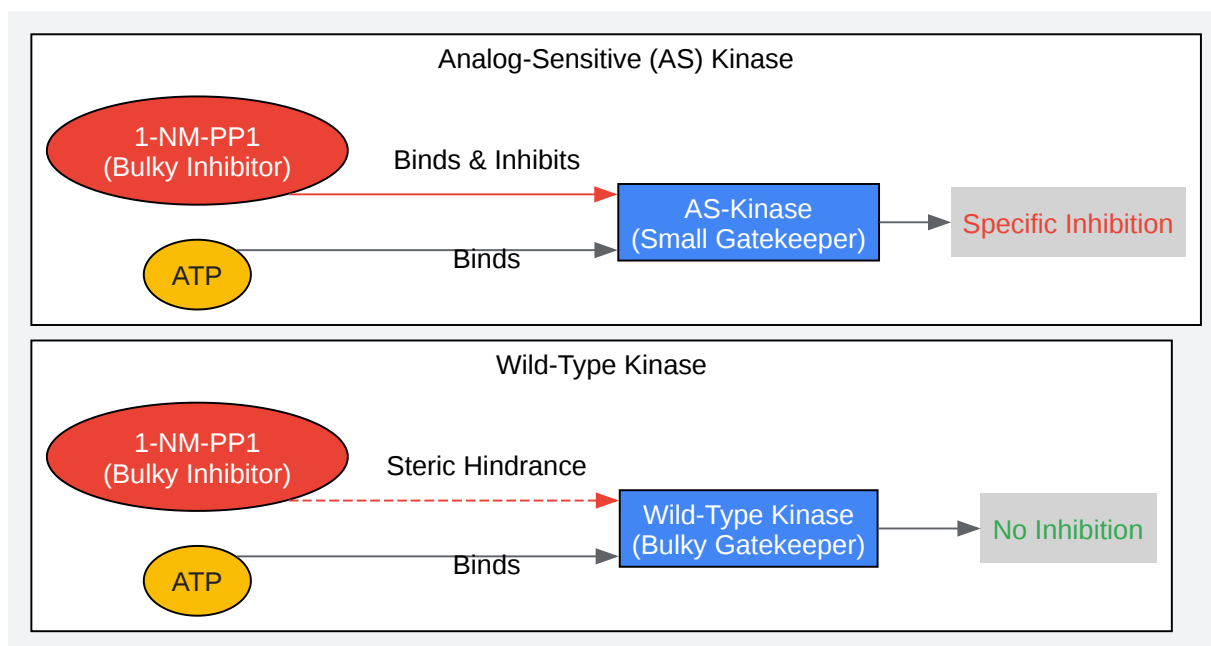 Analog-Sensitive (AS) Kinase
1-NM-PP1
(Bulky Inhibitor)
Binds & Inhibits
AS-Kinase
(Small Gatekeeper)
Specific Inhibition
ATP
Binds
Wild-Type Kinase
1-NM-PP1
(Bulky Inhibitor)
Steric Hindrance
Wild-Type Kinase
(Bulky Gatekeeper)
No Inhibition
ATP
Binds